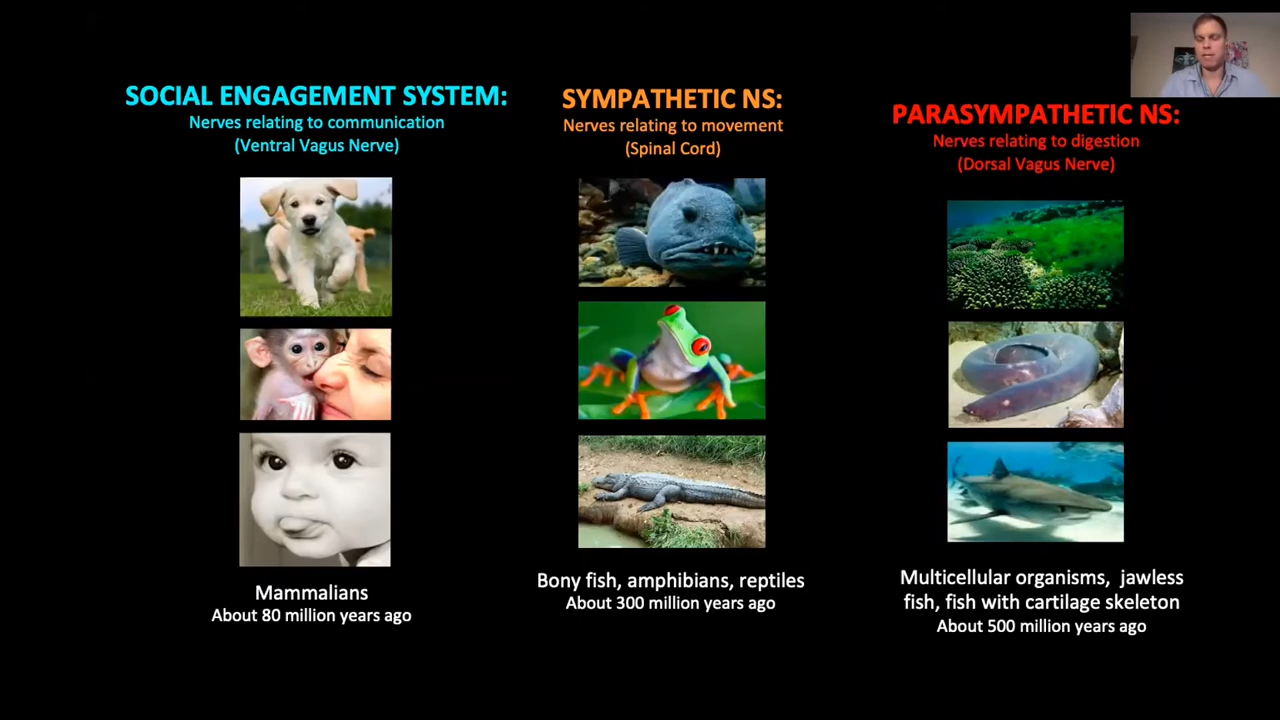 SOCIAL ENGAGEMENT SYSTEM:
Nerves relating to communication
(Ventral Vagus Nerve)
Mammalians
About 80 million years ago
SYMPATHETIC NS:
Nerves relating to movement
(Spinal Cord)
Bony fish, amphibians, reptiles
About 300 million years ago
PARASYMPATHETIC NS:
Nerves relating to digestion
(Dorsal Vagus Nerve)
Multicellular organisms, jawless
fish, fish with cartilage skeleton
About 500 million years ago